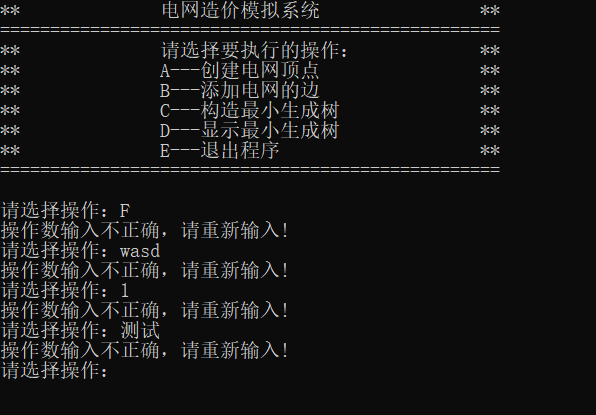 ** 电网造价模拟系统 **
==================================================
** 请选择要执行的操作: **
** A---创建电网顶点 **
** B---添加电网的边 **
** C---构造最小生成树 **
** D---显示最小生成树 **
** E---退出程序 **
==================================================
请选择操作: F
操作数输入不正确, 请重新输入!
请选择操作: wasd
操作数输入不正确, 请重新输入!
请选择操作: 1
操作数输入不正确, 请重新输入!
请选择操作: 测试
操作数输入不正确, 请重新输入!
请选择操作: